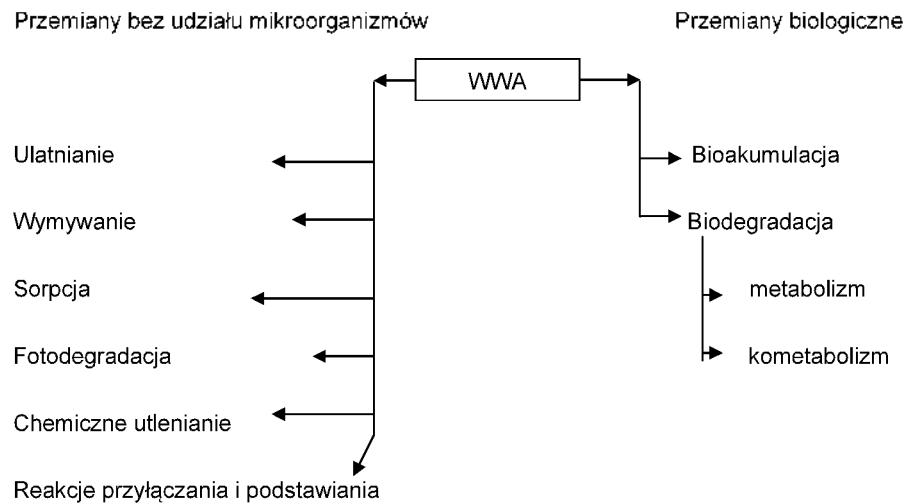 Przemiany bez udziału mikroorganizmów
Przemiany biologiczne
WWA
Ulatnianie
Bioakumulacja
Wymywanie
Biodegradacja
Sorpcja
metabolizm
Fotodegradacja
kometabolizm
Chemiczne utlenianie
Reakcje przyłączania i podstawiania